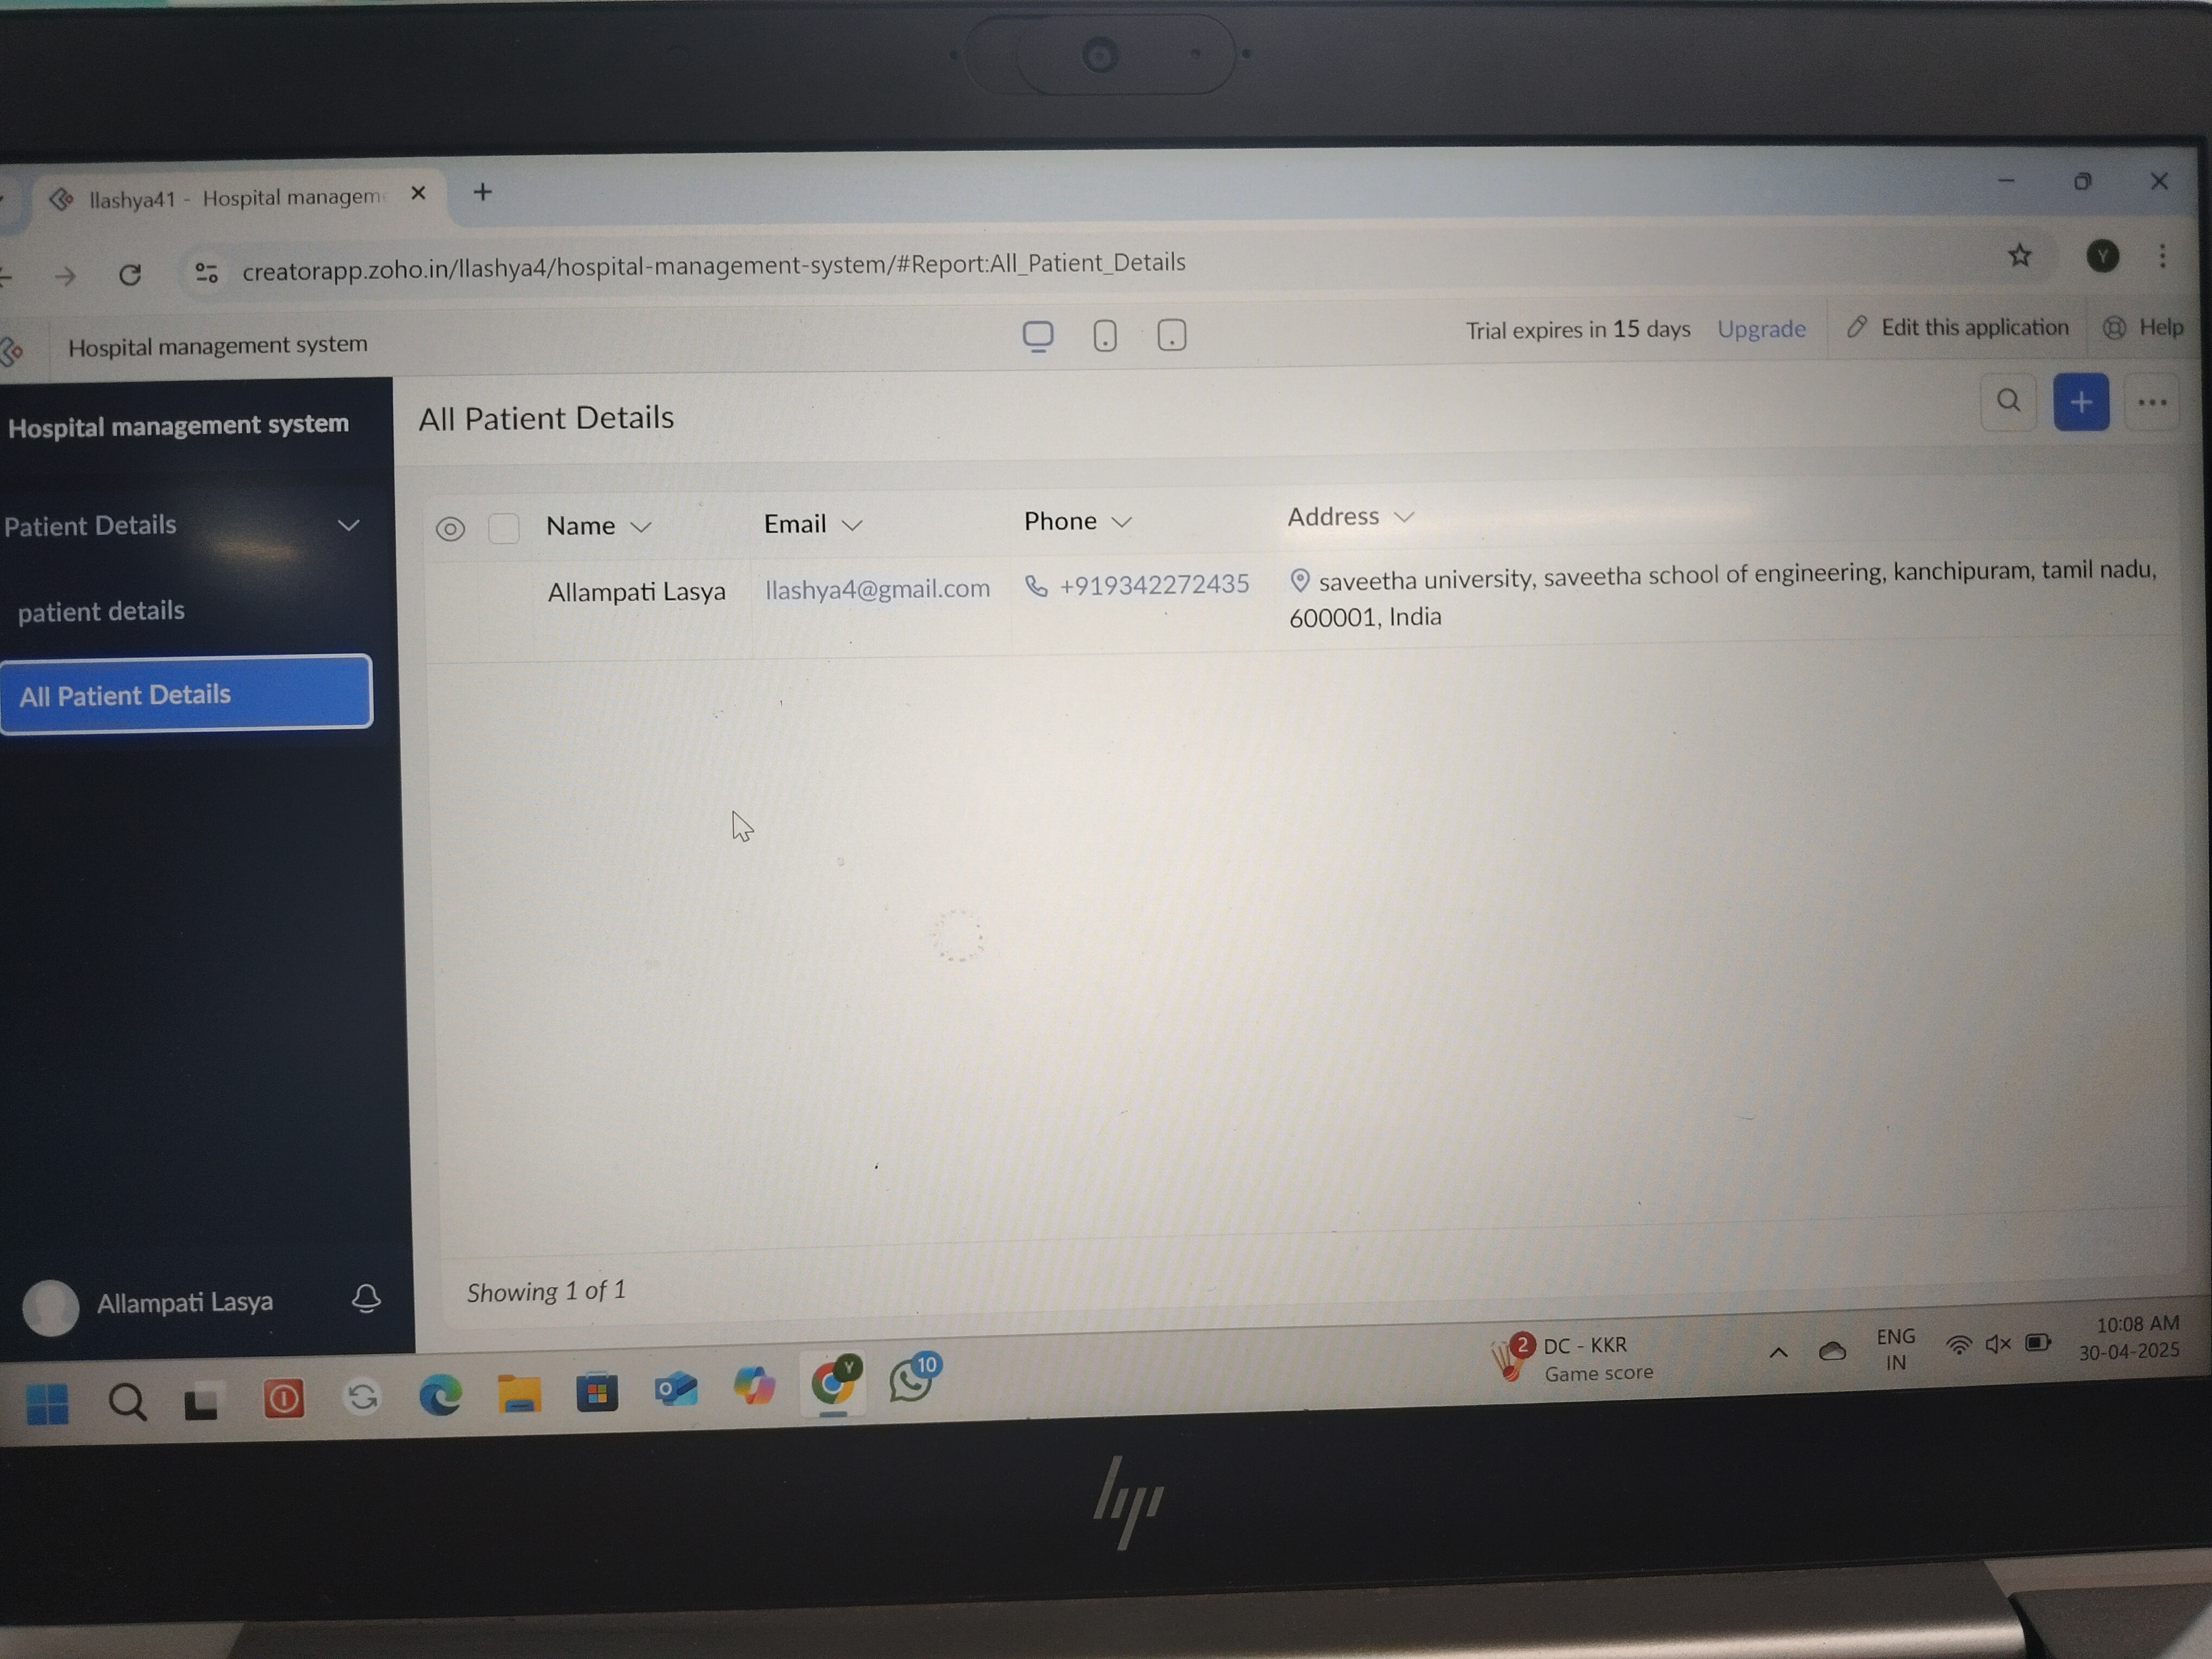 llashya41 - Hospital managem
creatorapp.zoho.in/llashya4/hospital-management-system/#Report:All_Patient_Details
Y
Hospital management system
Trial expires in 15 days Upgrade Edit this application Help
Hospital management system
All Patient Details
Patient Details
Name Email Phone Address
Allampati Lasya llashya4@gmail.com +919342272435 saveetha university, saveetha school of engineering, kanchipuram, tamil nadu,
600001, India
patient details
All Patient Details
Showing 1 of 1
Allampati Lasya
Y
10
2
DC - KKR
Game score
ENG
IN
10:08 AM
30-04-2025
hp